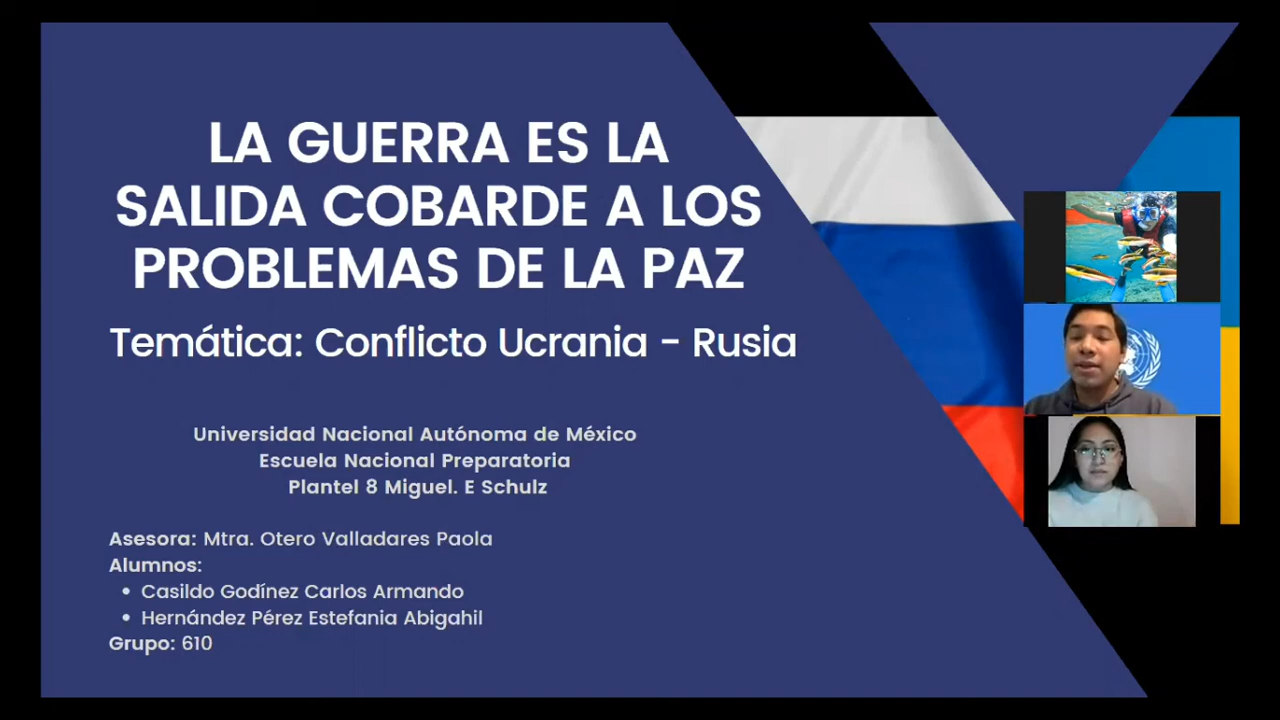 LA GUERRA ES LA
SALIDA COBARDE A LOS
PROBLEMAS DE LA PAZ
Temática: Conflicto Ucrania - Rusia
Universidad Nacional Autónoma de México
Escuela Nacional Preparatoria
Plantel 8 Miguel. E Schulz
Asesora: Mtra. Otero Valladares Paola
Alumnos:
• Casildo Godínez Carlos Armando
• Hernández Pérez Estefania Abigahil
Grupo: 610